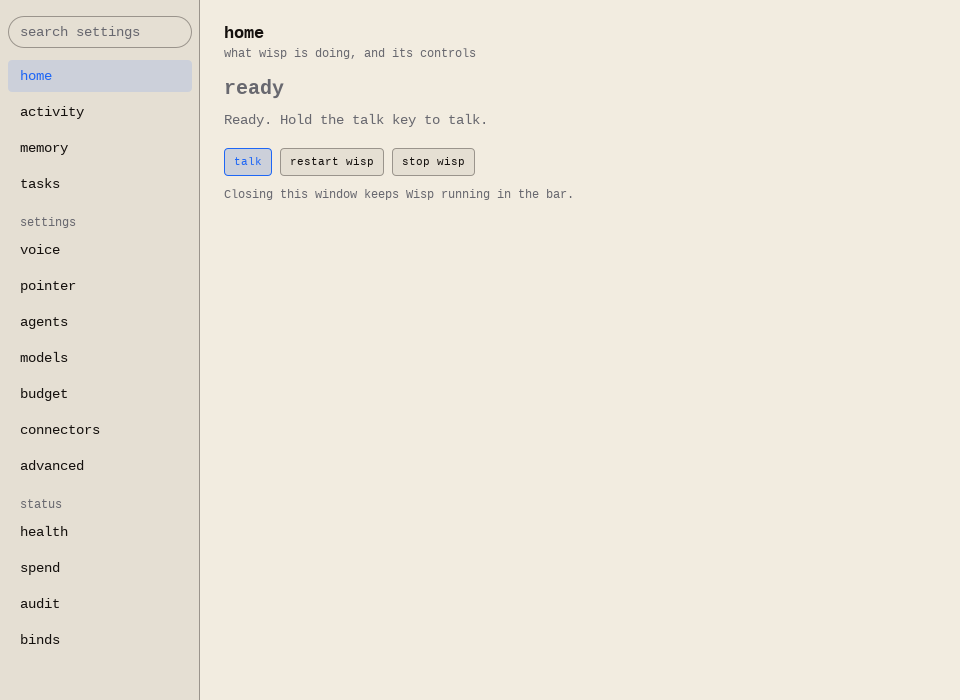 search settings
home
activity
memory
tasks
settings
voice
pointer
agents
models
budget
connectors
advanced
status
health
spend
audit
binds
home
what wisp is doing, and its controls
ready
Ready. Hold the talk key to talk.
talk restart wisp stop wisp
Closing this window keeps Wisp running in the bar.